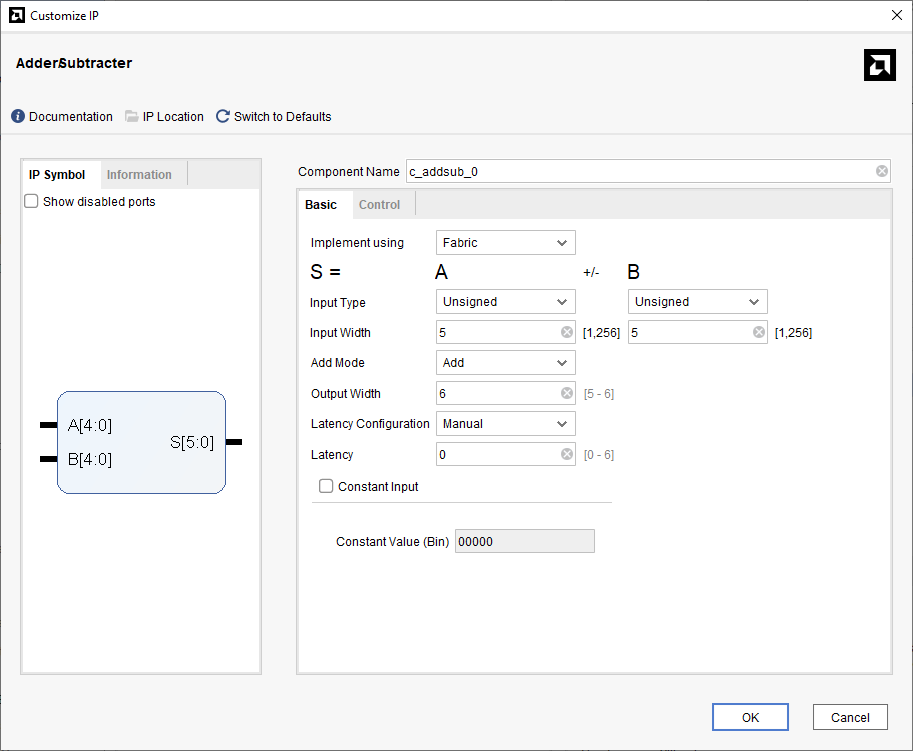 Customize IP
Adder/Subtracter
Documentation IP Location Switch to Defaults
IP Symbol Information
Show disabled ports
A[4:0]
B[4:0]
S[5:0]
Component Name c_addsub_0
Basic Control
Implement using Fabric
S = A +/- B
Input Type Unsigned Unsigned
Input Width 5 [1,256] 5 [1,256]
Add Mode Add
Output Width 6 [5 - 6]
Latency Configuration Manual
Latency 0 [0 - 6]
Constant Input
Constant Value (Bin) 00000
OK Cancel